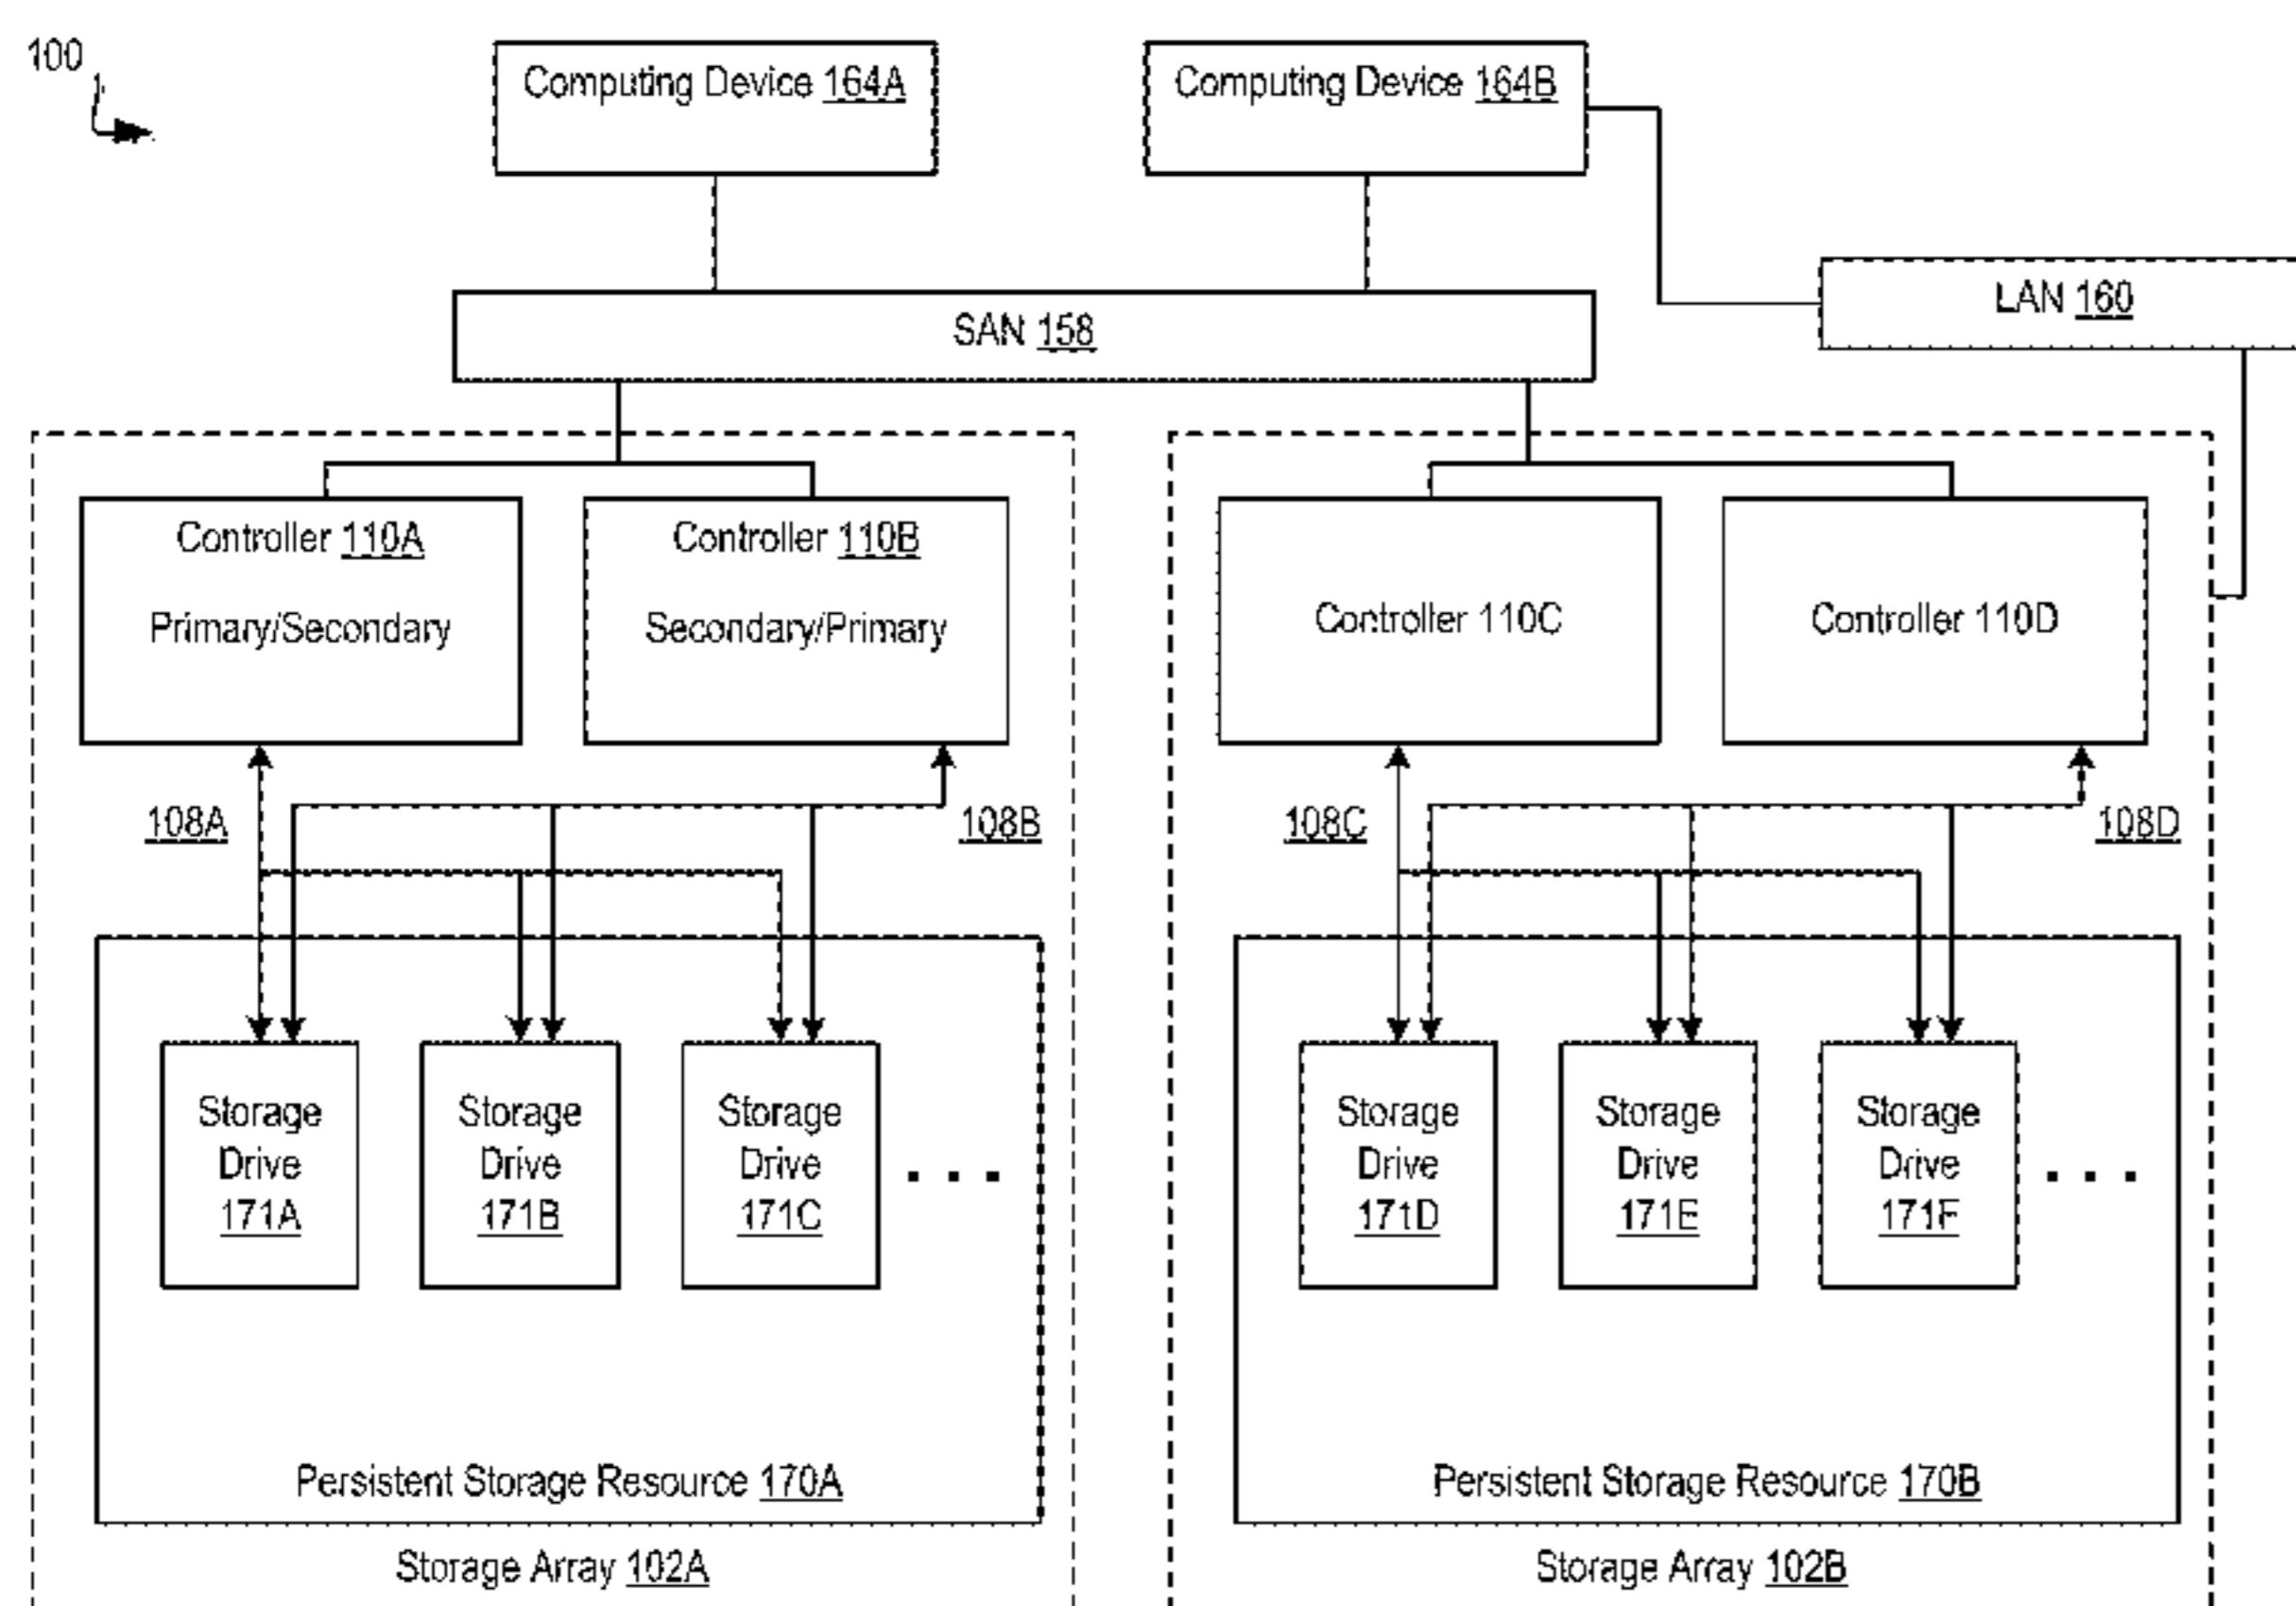 100
Computing Device 164A
Computing Device 164B
LAN 160
SAN 158
Controller 110A
Primary/Secondary
Controller 110B
Secondary/Primary
Controller 110C
Controller 110D
108A
108B
108C
108D
Storage
Drive
171A
Storage
Drive
171B
Storage
Drive
171C
. . .
Storage
Drive
171D
Storage
Drive
171E
Storage
Drive
171F
. . .
Persistent Storage Resource 170A
Persistent Storage Resource 170B
Storage Array 102A
Storage Array 102B